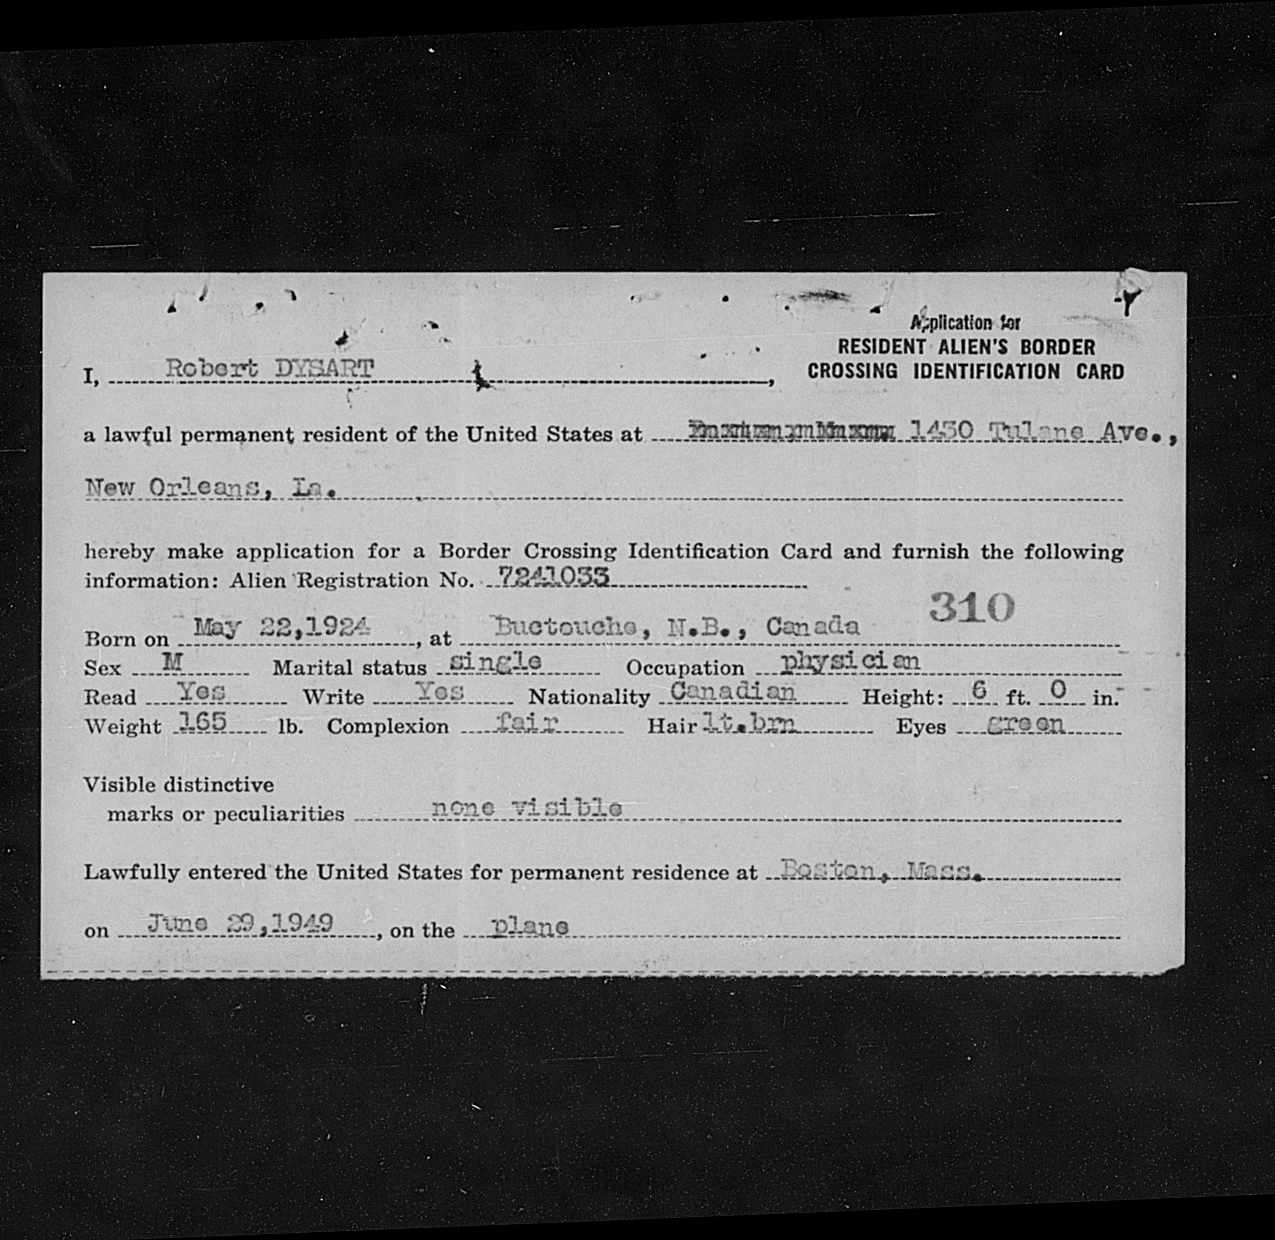 Application for
RESIDENT ALIEN'S BORDER
CROSSING IDENTIFICATION CARD
I, Robert DYSART,
a lawful permanent resident of the United States at 1430 Tulane Ave.,
New Orleans, La.
hereby make application for a Border Crossing Identification Card and furnish the following
information: Alien Registration No. 7241033
310
Born on May 22,1924, at Buctouche, N.B., Canada
Sex M Marital status single Occupation physician
Read Yes Write Yes Nationality Canadian Height: 6 ft. 0 in.
Weight 165 lb. Complexion fair Hair lt.brn Eyes green
Visible distinctive
marks or peculiarities none visible
Lawfully entered the United States for permanent residence at Boston, Mass.
on June 29,1949, on the plane